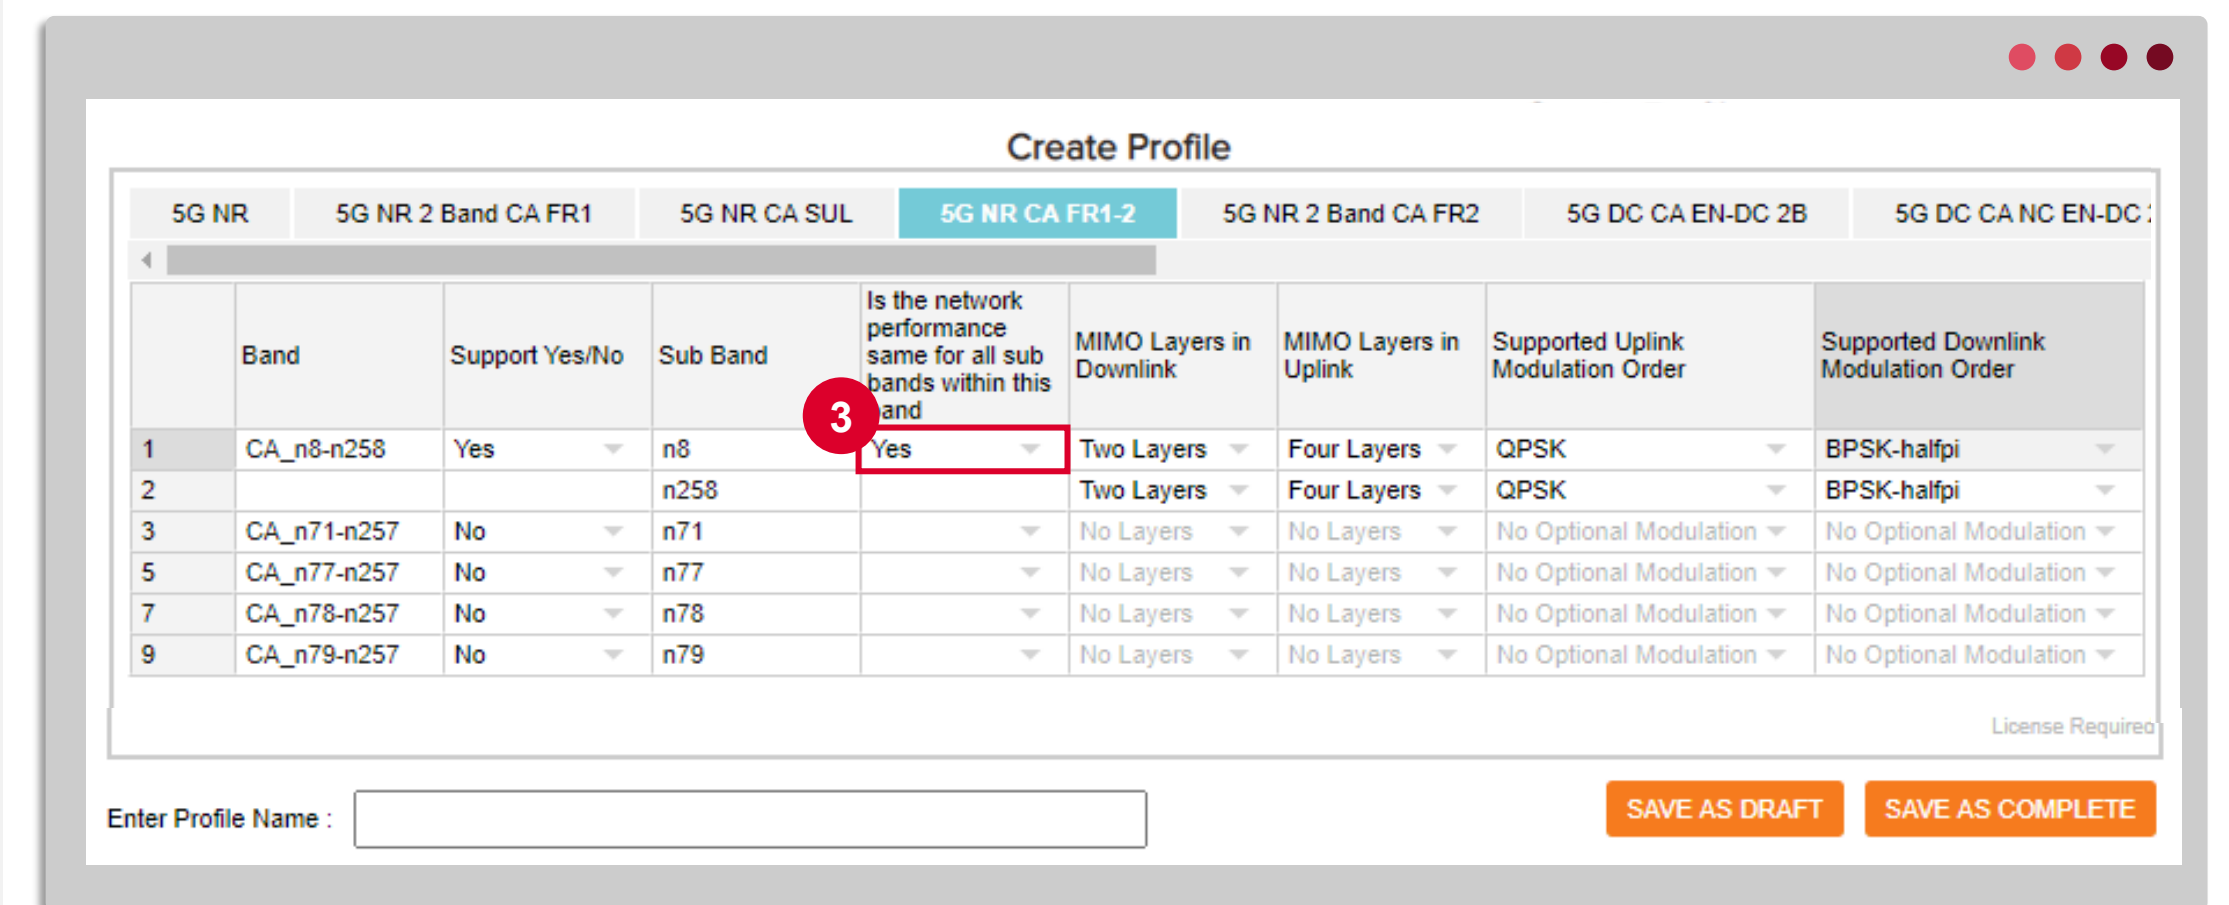 Create Profile
5G NR 5G NR 2 Band CA FR1 5G NR CA SUL 5G NR CA FR1-2 5G NR 2 Band CA FR2 5G DC CA EN-DC 2B 5G DC CA NC EN-DC
Band Support Yes/No Sub Band Is the network performance same for all sub bands within this band MIMO Layers in Downlink MIMO Layers in Uplink Supported Uplink Modulation Order Supported Downlink Modulation Order
3
1 CA_n8-n258 Yes n8 Yes Two Layers Four Layers QPSK BPSK-halfpi
2 n258 Two Layers Four Layers QPSK BPSK-halfpi
3 CA_n71-n257 No n71 No Layers No Layers No Optional Modulation No Optional Modulation
5 CA_n77-n257 No n77 No Layers No Layers No Optional Modulation No Optional Modulation
7 CA_n78-n257 No n78 No Layers No Layers No Optional Modulation No Optional Modulation
9 CA_n79-n257 No n79 No Layers No Layers No Optional Modulation No Optional Modulation
License Required
Enter Profile Name :
SAVE AS DRAFT SAVE AS COMPLETE